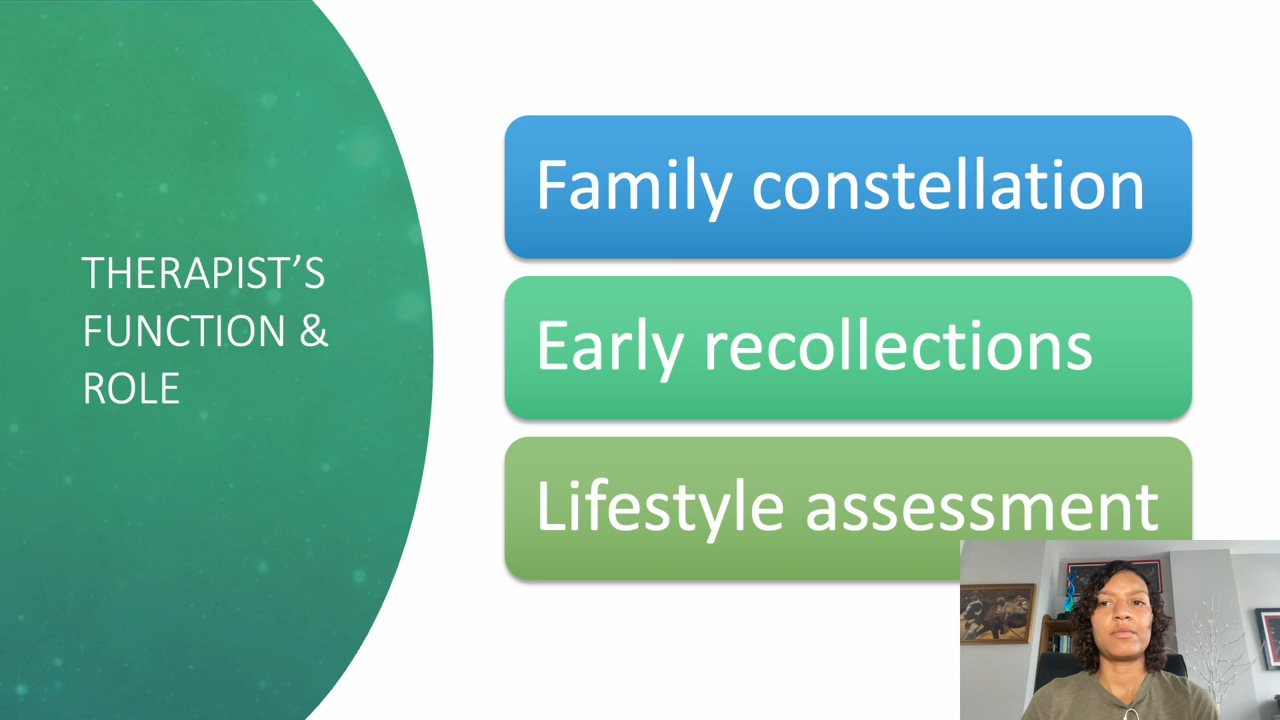 THERAPIST’S
FUNCTION &
ROLE
Family constellation
Early recollections
Lifestyle assessment